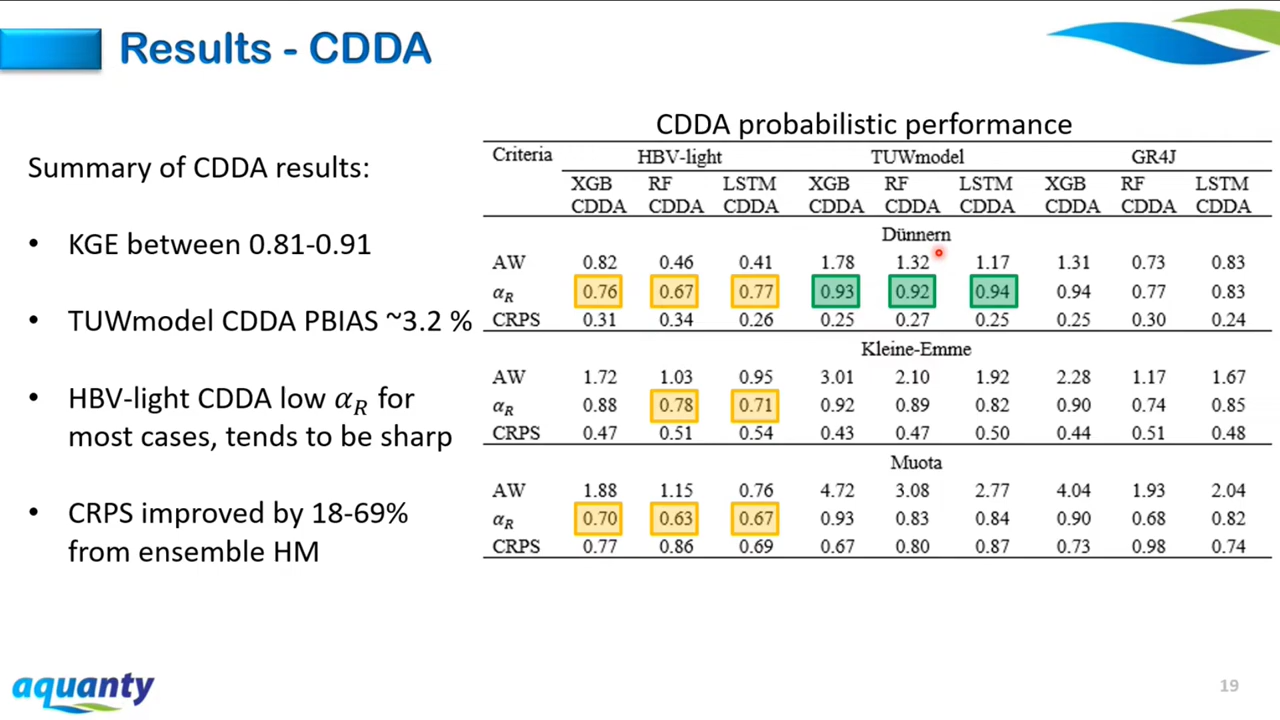 Results - CDDA
Summary of CDDA results:
• KGE between 0.81-0.91
• TUWmodel CDDA PBIAS ~3.2 %
• HBV-light CDDA low αR for
most cases, tends to be sharp
• CRPS improved by 18-69%
from ensemble HM
CDDA probabilistic performance
Criteria HBV-light TUWmodel GR4J
XGB RF LSTM XGB RF LSTM XGB RF LSTM
CDDA CDDA CDDA CDDA CDDA CDDA CDDA CDDA CDDA
Dünnern
AW 0.82 0.46 0.41 1.78 1.32 1.17 1.31 0.73 0.83
αR 0.76 0.67 0.77 0.93 0.92 0.94 0.94 0.77 0.83
CRPS 0.31 0.34 0.26 0.25 0.27 0.25 0.25 0.30 0.24
Kleine-Emme
AW 1.72 1.03 0.95 3.01 2.10 1.92 2.28 1.17 1.67
αR 0.88 0.78 0.71 0.92 0.89 0.82 0.90 0.74 0.85
CRPS 0.47 0.51 0.54 0.43 0.47 0.50 0.44 0.51 0.48
Muota
AW 1.88 1.15 0.76 4.72 3.08 2.77 4.04 1.93 2.04
αR 0.70 0.63 0.67 0.93 0.83 0.84 0.90 0.68 0.82
CRPS 0.77 0.86 0.69 0.67 0.80 0.87 0.73 0.98 0.74
aquanty
19